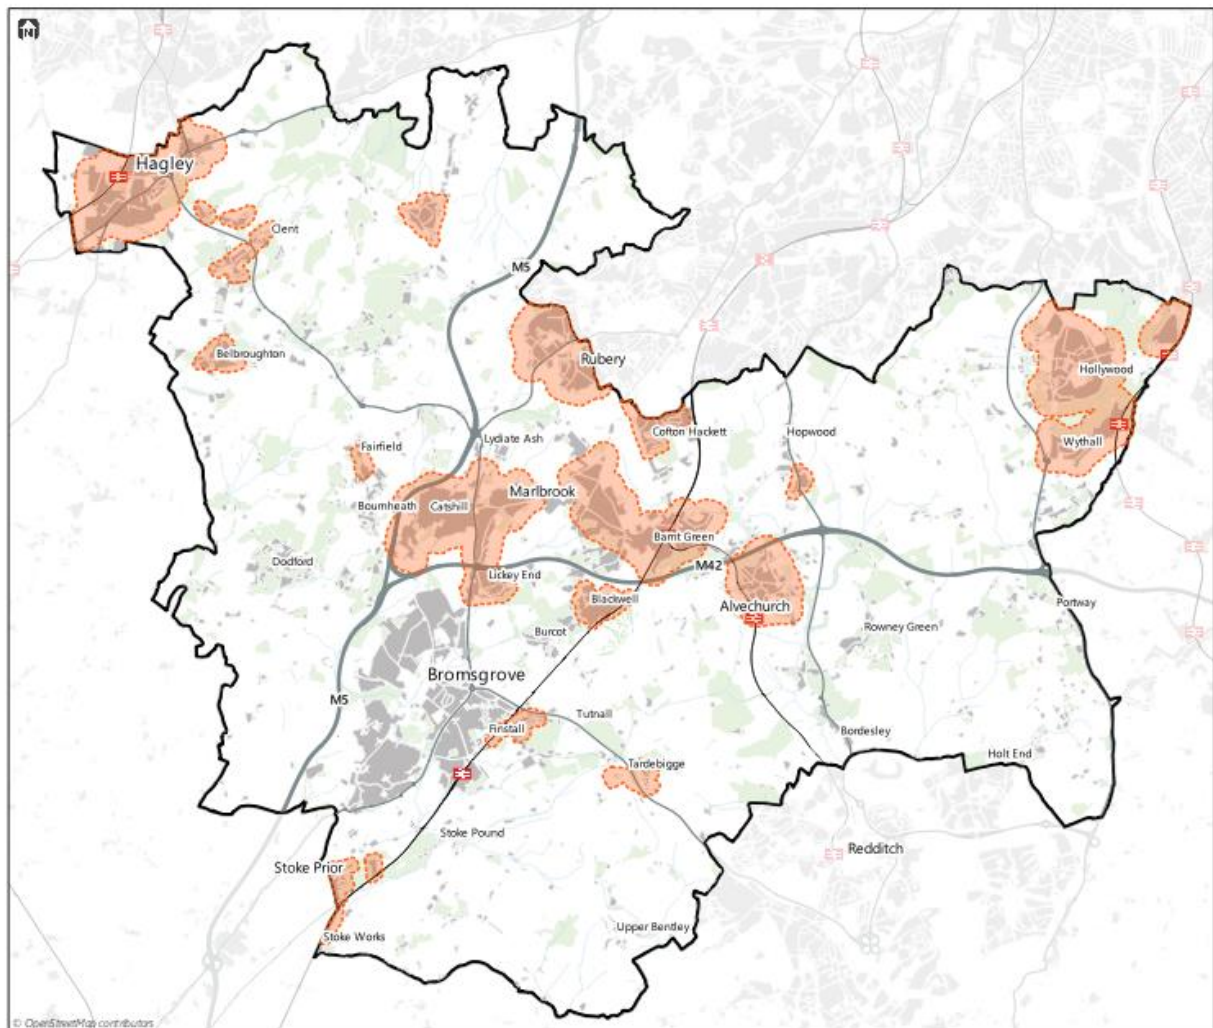 N
Hagley
Clent
M5
Belbroughton
Rubery
Hollywood
Cofton Hackett
Hopwood
Lydiate Ash
Wythall
Fairfield
Marlbrook
Bournheath
Catshill
Barnt Green
Dodford
M42
Lickey End
Blackwell
Alvechurch
Portway
Burcot
Rowney Green
Bromsgrove
M5
Tutnall
Finstall
Bordesley
Holt End
Tardebigge
Stoke Pound
Redditch
Stoke Prior
Upper Bentley
Stoke Works
© OpenStreetMap contributors